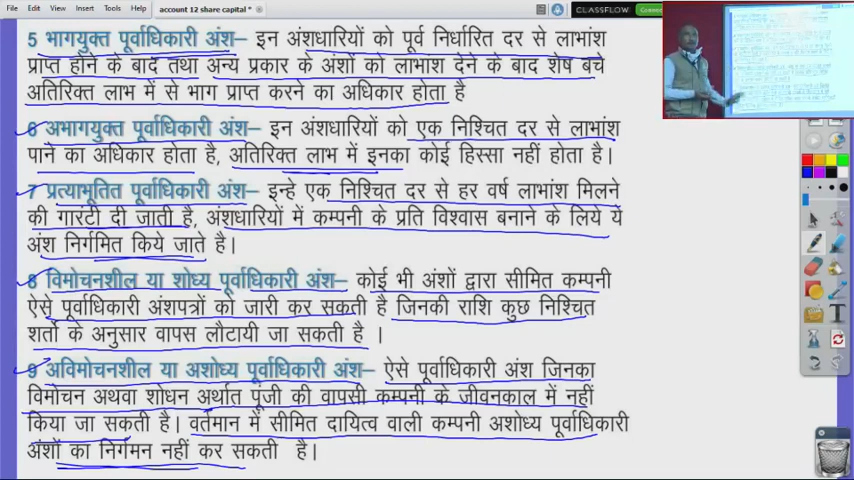 File Edit View Insert Tools Help
account 12 share capital *
CLASSFLOW
Connected
5 भागयुक्त पूर्वाधिकारी अंश– इन अंशधारियों को पूर्व निर्धारित दर से लाभांश
प्राप्त होने के बाद तथा अन्य प्रकार के अंशों को लाभाश देने के बाद शेष बचे
अतिरिक्त लाभ में से भाग प्राप्त करने का अधिकार होता है
6 अभागयुक्त पूर्वाधिकारी अंश– इन अंशधारियों को एक निश्चित दर से लाभांश
पाने का अधिकार होता है, अतिरिक्त लाभ में इनका कोई हिस्सा नहीं होता है।
7 प्रत्याभूतित पूर्वाधिकारी अंश– इन्हे एक निश्चित दर से हर वर्ष लाभांश मिलने
की गारंटी दी जाती है, अंशधारियों में कम्पनी के प्रति विश्वास बनाने के लिये ये
अंश निर्गमित किये जाते है।
8 विमोचनशील या शोध्य पूर्वाधिकारी अंश– कोई भी अंशों द्वारा सीमित कम्पनी
ऐसे पूर्वाधिकारी अंशपत्रों को जारी कर सकती है जिनकी राशि कुछ निश्चित
शर्तो के अनुसार वापस लौटायी जा सकती है ।
9 अविमोचनशील या अशोध्य पूर्वाधिकारी अंश– ऐसे पूर्वाधिकारी अंश जिनका
विमोचन अथवा शोधन अर्थात पूंजी की वापसी कम्पनी के जीवनकाल में नहीं
किया जा सकती है। वर्तमान में सीमित दायित्व वाली कम्पनी अशोध्य पूर्वाधिकारी
अंशों का निर्गमन नहीं कर सकती है।